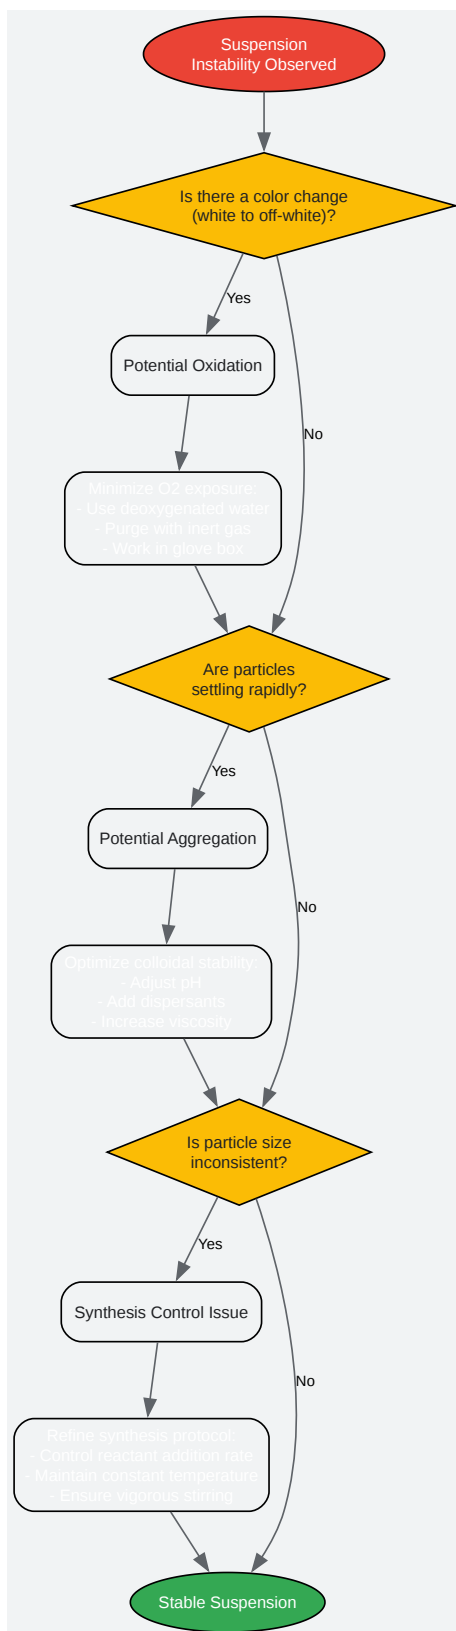 Suspension
Instability Observed
Is there a color change
(white to off-white)?
Yes
Potential Oxidation
No
Minimize O2 exposure:
- Use deoxygenated water
- Purge with inert gas
- Work in glove box
Are particles
settling rapidly?
Yes
Potential Aggregation
No
Optimize colloidal stability:
- Adjust pH
- Add dispersants
- Increase viscosity
Is particle size
inconsistent?
Yes
Synthesis Control Issue
No
Refine synthesis protocol:
- Control reactant addition rate
- Maintain constant temperature
- Ensure vigorous stirring
Stable Suspension